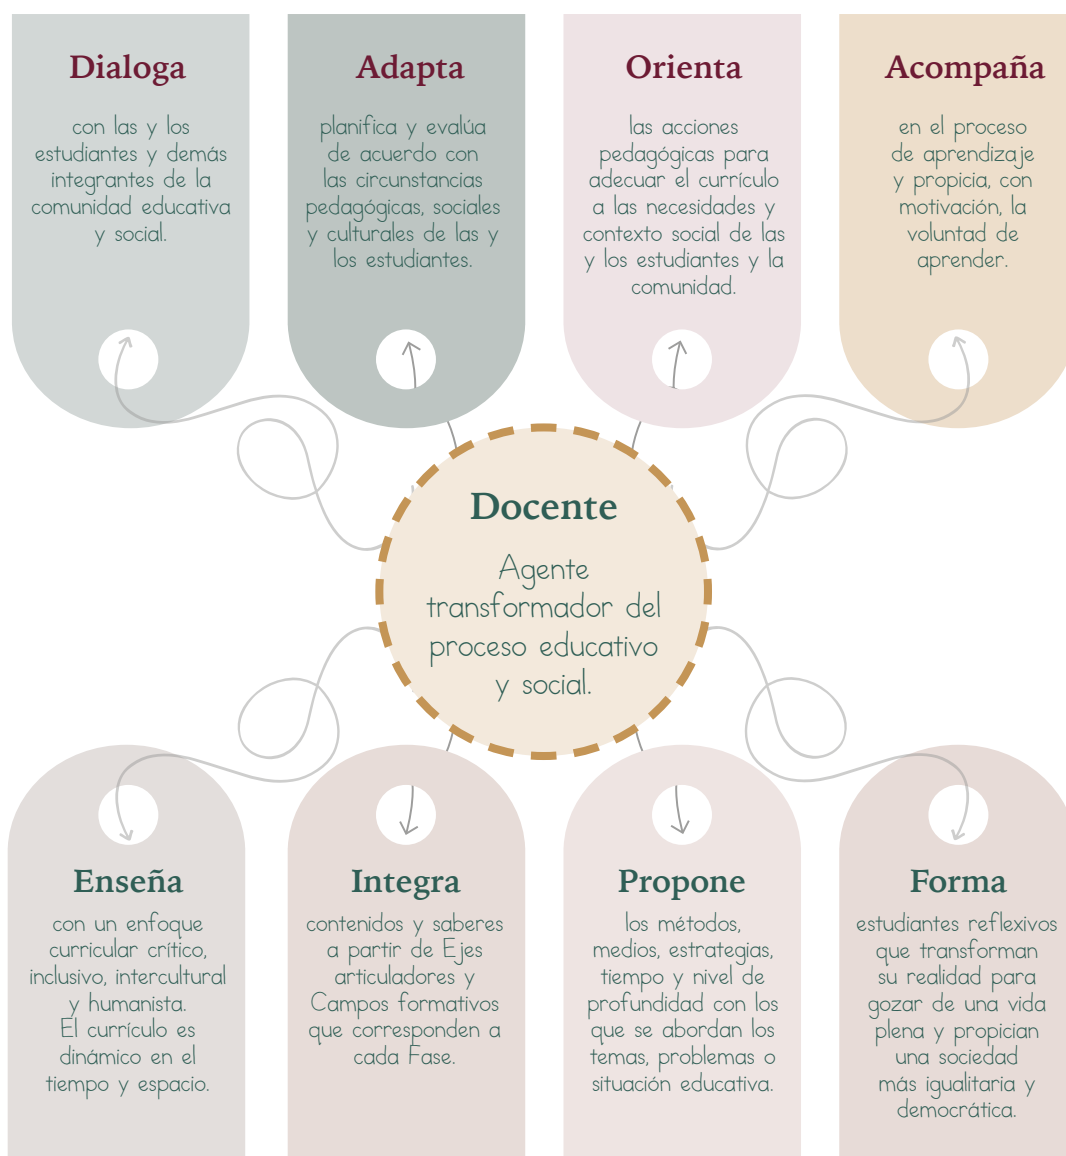 Dialoga
con las y los
estudiantes y demás
integrantes de la
comunidad educativa
y social.
Adapta
planifica y evalúa
de acuerdo con
las circunstancias
pedagógicas, sociales
y culturales de las y
los estudiantes.
Orienta
las acciones
pedagógicas para
adecuar el currículo
a las necesidades y
contexto social de las
y los estudiantes y la
comunidad.
Acompaña
en el proceso
de aprendizaje
y propicia, con
motivación, la
voluntad de
aprender.
Docente
Agente
transformador del
proceso educativo
y social.
Enseña
con un enfoque
curricular crítico,
inclusivo, intercultural
y humanista.
El currículo es
dinámico en el
tiempo y espacio.
Integra
contenidos y saberes
a partir de Ejes
articuladores y
Campos formativos
que corresponden a
cada Fase.
Propone
los métodos,
medios, estrategias,
tiempo y nivel de
profundidad con los
que se abordan los
temas, problemas o
situación educativa.
Forma
estudiantes reflexivos
que transforman
su realidad para
gozar de una vida
plena y propician
una sociedad
más igualitaria y
democrática.